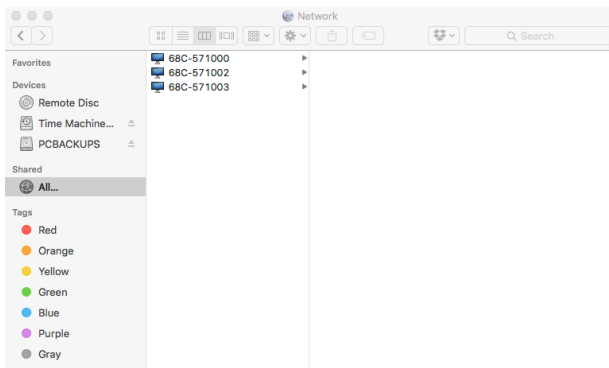 Network
Search
Favorites
Devices
Remote Disc
Time Machine...
PCBACKUPS
Shared
All...
Tags
Red
Orange
Yellow
Green
Blue
Purple
Gray
68C-571000
68C-571002
68C-571003